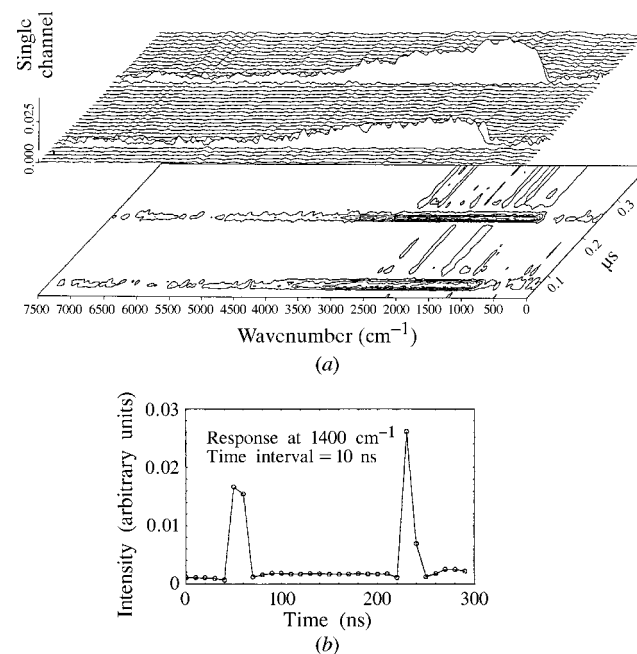 Single
channel
0.025
0.000
0.3
0.2
0.1
μs
7500 7000 6500 6000 5500 5000 4500 4000 3500 3000 2500 2000 1500 1000 500 0
Wavenumber (cm⁻¹)
(a)
Intensity (arbitrary units)
0.03
0.02
0.01
0
Response at 1400 cm⁻¹
Time interval = 10 ns
0 100 200 300
Time (ns)
(b)